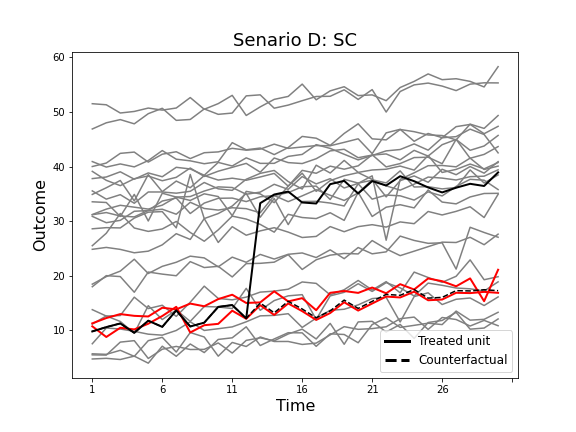 Senario D: SC
60
50
40
30
20
10
Outcome
1 6 11 16 21 26
Time
Treated unit
Counterfactual